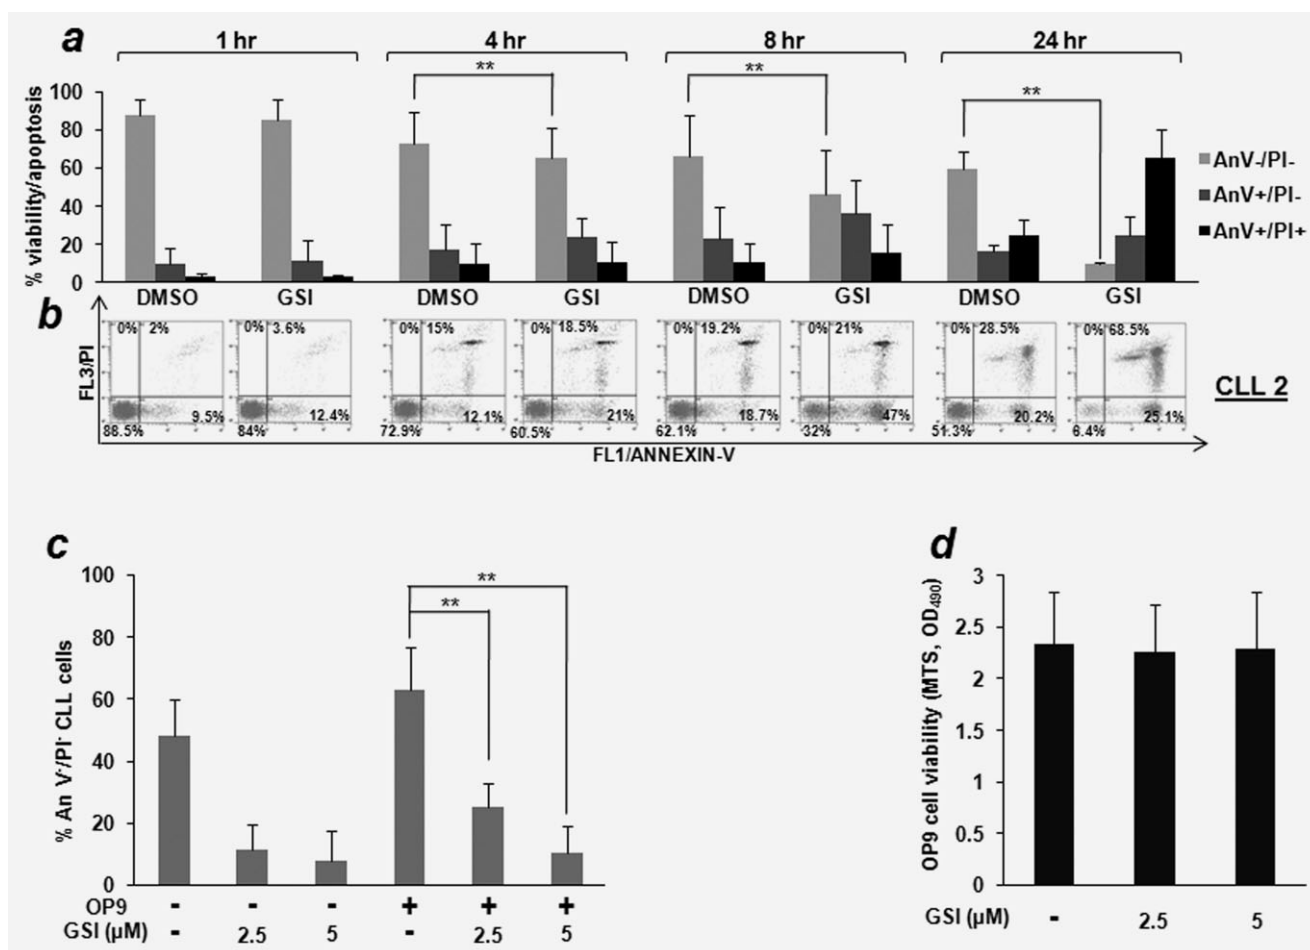 a
1 hr 4 hr 8 hr 24 hr
** ** **
% viability/apoptosis
100
80
60
40
20
0
AnV-/PI-
AnV+/PI-
AnV+/PI+
DMSO GSI DMSO GSI DMSO GSI DMSO GSI
b
FL3/PI
0% 2% 0% 3.6% 0% 15% 0% 18.5% 0% 19.2% 0% 21% 0% 28.5% 0% 68.5%
9.5% 12.4% 12.1% 21% 18.7% 47% 20.2% 25.1%
88.5% 84% 72.9% 60.5% 62.1% 32% 51.3% 6.4%
CLL 2
FL1/ANNEXIN-V
c
% An V-/PI- CLL cells
100
80
60
40
20
0
**
**
OP9 - - - + + +
GSI (µM) - 2.5 5 - 2.5 5
d
OP9 cell viability (MTS, OD490)
3
2.5
2
1.5
1
0.5
0
GSI (µM) - 2.5 5